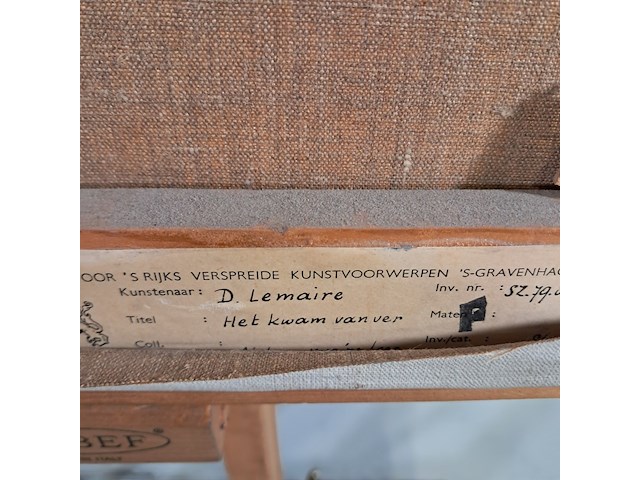 OOR 'S RIJKS VERSPREIDE KUNSTVOORWERPEN 'S-GRAVENHAG
Kunstenaar: D. Lemaire Inv. nr. : SZ.79.
Titel : Het kwam van ver Mater :
Coll. : Inv./cat. :
BEF